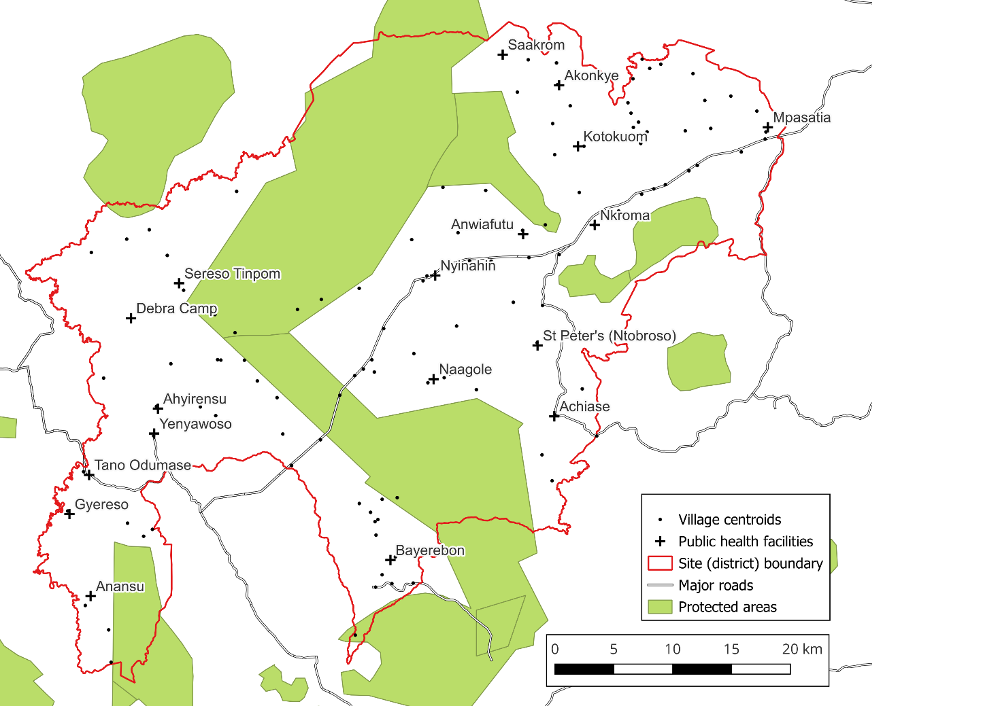 Saakrom
Akonkye
Mpasatia
Kotokuom
Nkroma
Anwiafutu
Nyinahin
Sereso Tinpom
Debra Camp
St Peter's (Ntobroso)
Naagole
Ahyirensu
Achiase
Yenyawoso
Tano Odumase
Gyereso
Bayerebon
Anansu
Village centroids
Public health facilities
Site (district) boundary
Major roads
Protected areas
0 5 10 15 20 km